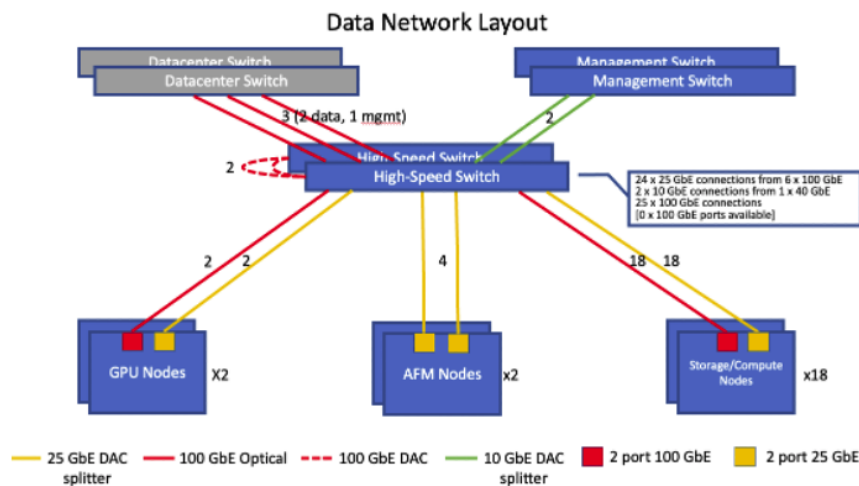 Data Network Layout
Datacenter Switch
Datacenter Switch
Management Switch
Management Switch
3 (2 data, 1 mgmt)
2
High-Speed Switch
High-Speed Switch
2
24 x 25 GbE connections from 6 x 100 GbE
2 x 10 GbE connections from 1 x 40 GbE
25 x 100 GbE connections
[0 x 100 GbE ports available]
2
2
4
18
18
GPU Nodes
X2
AFM Nodes
x2
Storage/Compute
Nodes
x18
25 GbE DAC
splitter
100 GbE Optical
100 GbE DAC
10 GbE DAC
splitter
2 port 100 GbE
2 port 25 GbE